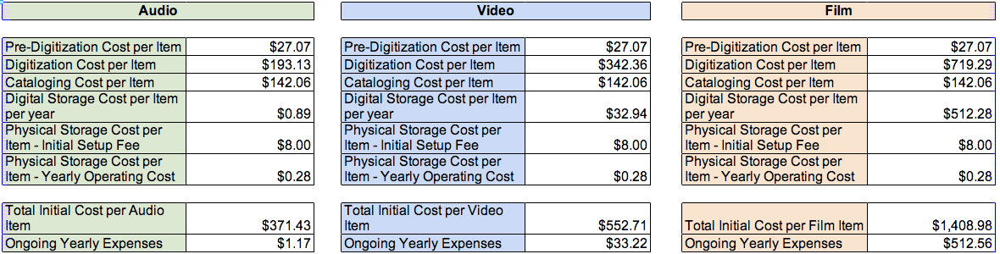 Audio
Pre-Digitization Cost per Item $27.07
Digitization Cost per Item $193.13
Cataloging Cost per Item $142.06
Digital Storage Cost per Item
per year $0.89
Physical Storage Cost per
Item - Initial Setup Fee $8.00
Physical Storage Cost per
Item - Yearly Operating Cost $0.28
Total Initial Cost per Audio
Item $371.43
Ongoing Yearly Expenses $1.17
Video
Pre-Digitization Cost per Item $27.07
Digitization Cost per Item $342.36
Cataloging Cost per Item $142.06
Digital Storage Cost per Item
per year $32.94
Physical Storage Cost per
Item - Initial Setup Fee $8.00
Physical Storage Cost per
Item - Yearly Operating Cost $0.28
Total Initial Cost per Video
Item $552.71
Ongoing Yearly Expenses $33.22
Film
Pre-Digitization Cost per Item $27.07
Digitization Cost per Item $719.29
Cataloging Cost per Item $142.06
Digital Storage Cost per Item
per year $512.28
Physical Storage Cost per
Item - Initial Setup Fee $8.00
Physical Storage Cost per
Item - Yearly Operating Cost $0.28
Total Initial Cost per Film Item $1,408.98
Ongoing Yearly Expenses $512.56